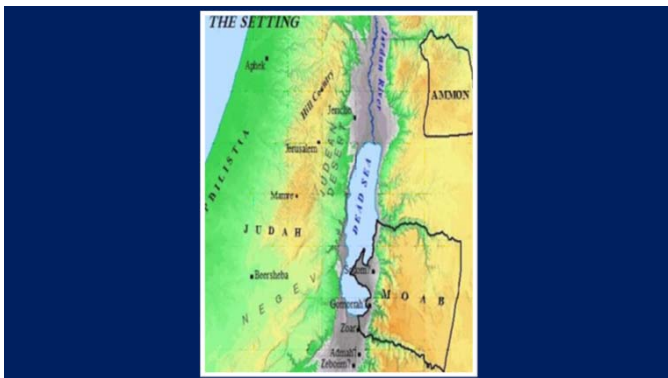 THE SETTING
Aphek
Hill Country
Jordan River
AMMON
Jericho
Jerusalem
JUDEAN
DESERT
PHILISTIA
Mamre
DEAD SEA
JUDAH
Beersheba
NEGEV
Sodom?
MOAB
Gomorrah?
Zoar
Admah?
Zeboim?